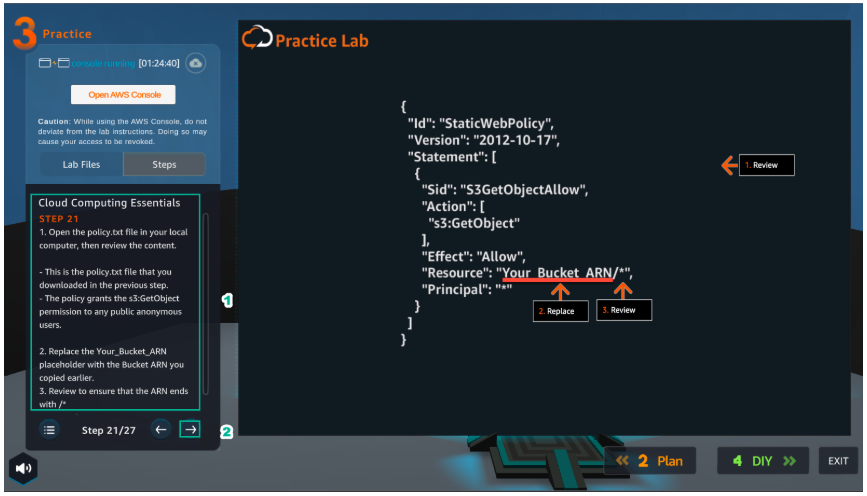 3 Practice
console running [01:24:40]
Open AWS Console
Caution: While using the AWS Console, do not
deviate from the lab instructions. Doing so may
cause your access to be revoked.
Lab Files Steps
Cloud Computing Essentials
STEP 21
1. Open the policy.txt file in your local
computer, then review the content.
- This is the policy.txt file that you
downloaded in the previous step.
- The policy grants the s3:GetObject
permission to any public anonymous
users.
2. Replace the Your_Bucket_ARN
placeholder with the Bucket ARN you
copied earlier.
3. Review to ensure that the ARN ends
with /*
1
Step 21/27
2
Practice Lab
{
"Id": "StaticWebPolicy",
"Version": "2012-10-17",
"Statement": [
{
"Sid": "S3GetObjectAllow",
"Action": [
"s3:GetObject"
],
"Effect": "Allow",
"Resource": "Your_Bucket_ARN/*",
"Principal": "*"
}
]
}
1. Review
2. Replace
3. Review
2 Plan
4 DIY
EXIT